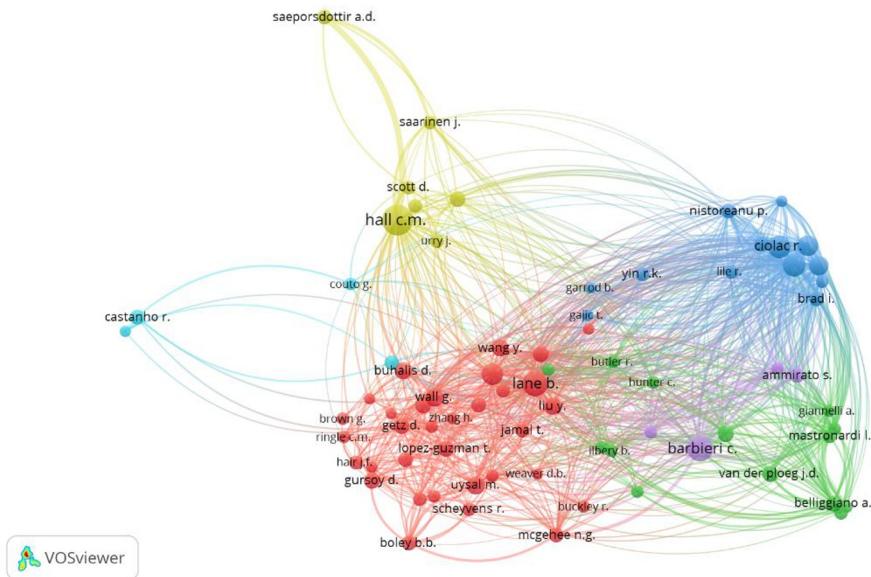 saeporsdottir a.d.
saarinen j.
scott d.
hall c.m.
urry j.
nistoreanu p.
ciolac r.
yin r.k.
lile r.
couto g.
garrod b.
brad i.
castanho r.
gajic t.
wang y.
butler r.
buhalis d.
lane b.
hunter c.
ammirato s.
wall g.
liu y.
brown g.
getz d.
zhang h.
giannelli a.
ringle c.m.
jamal t.
mastronardi l.
lopez-guzman t.
ilbery b.
barbieri c.
hair j.f.
gursoy d.
uysal m.
weaver d.b.
van der ploeg j.d.
scheyvens r.
buckley r.
belliggiano a.
boley b.b.
mcgehee n.g.
VOSviewer